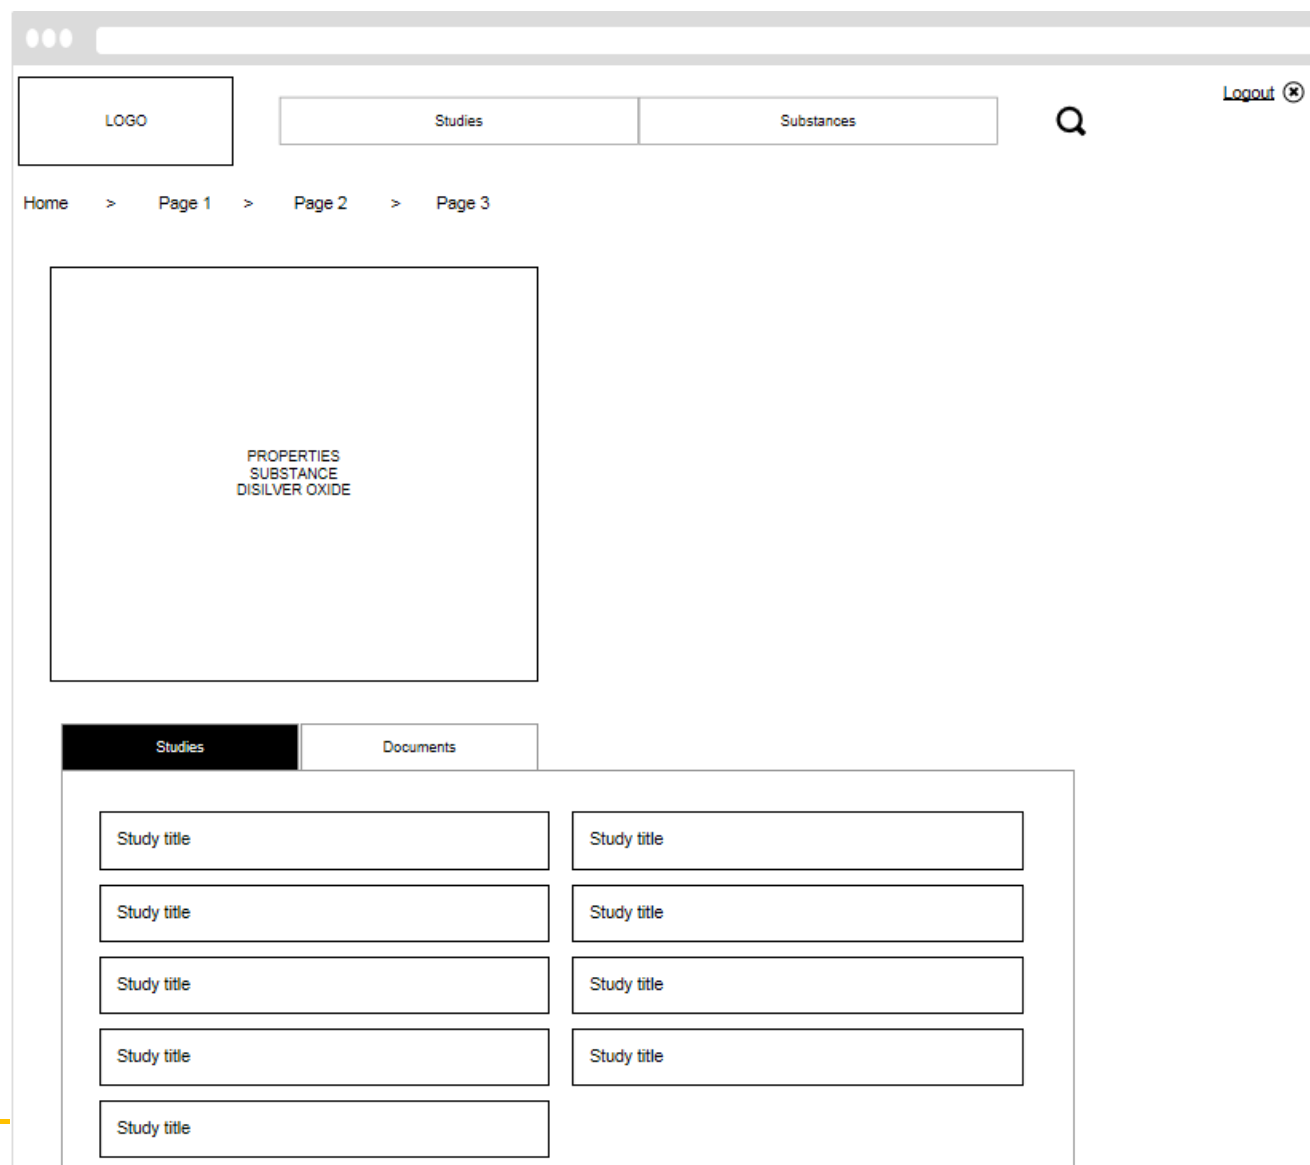 LOGO
Studies
Substances
Logout
Home > Page 1 > Page 2 > Page 3
PROPERTIES
SUBSTANCE
DISILVER OXIDE
Studies
Documents
Study title
Study title
Study title
Study title
Study title
Study title
Study title
Study title
Study title